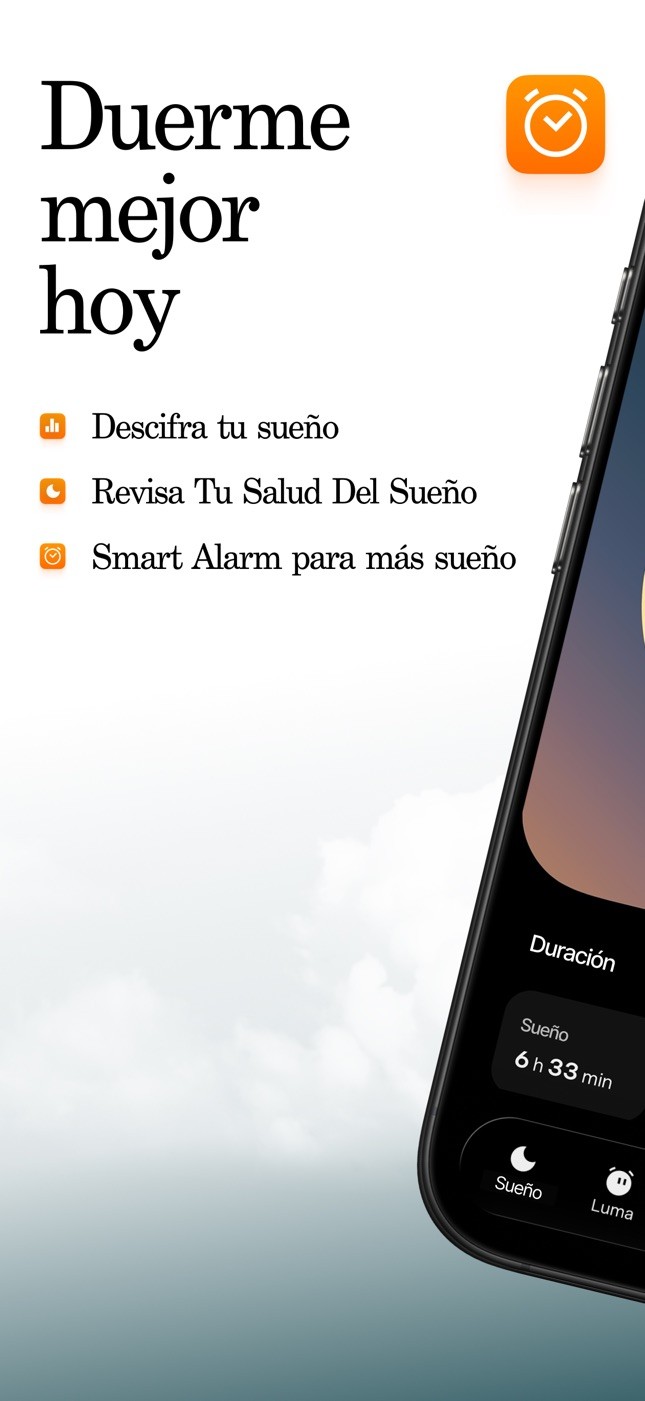 Duerme
mejor
hoy
Descifra tu sueño
Revisa Tu Salud Del Sueño
Smart Alarm para más sueño
Duración
Sueño
6 h 33 min
Sueño
Luma